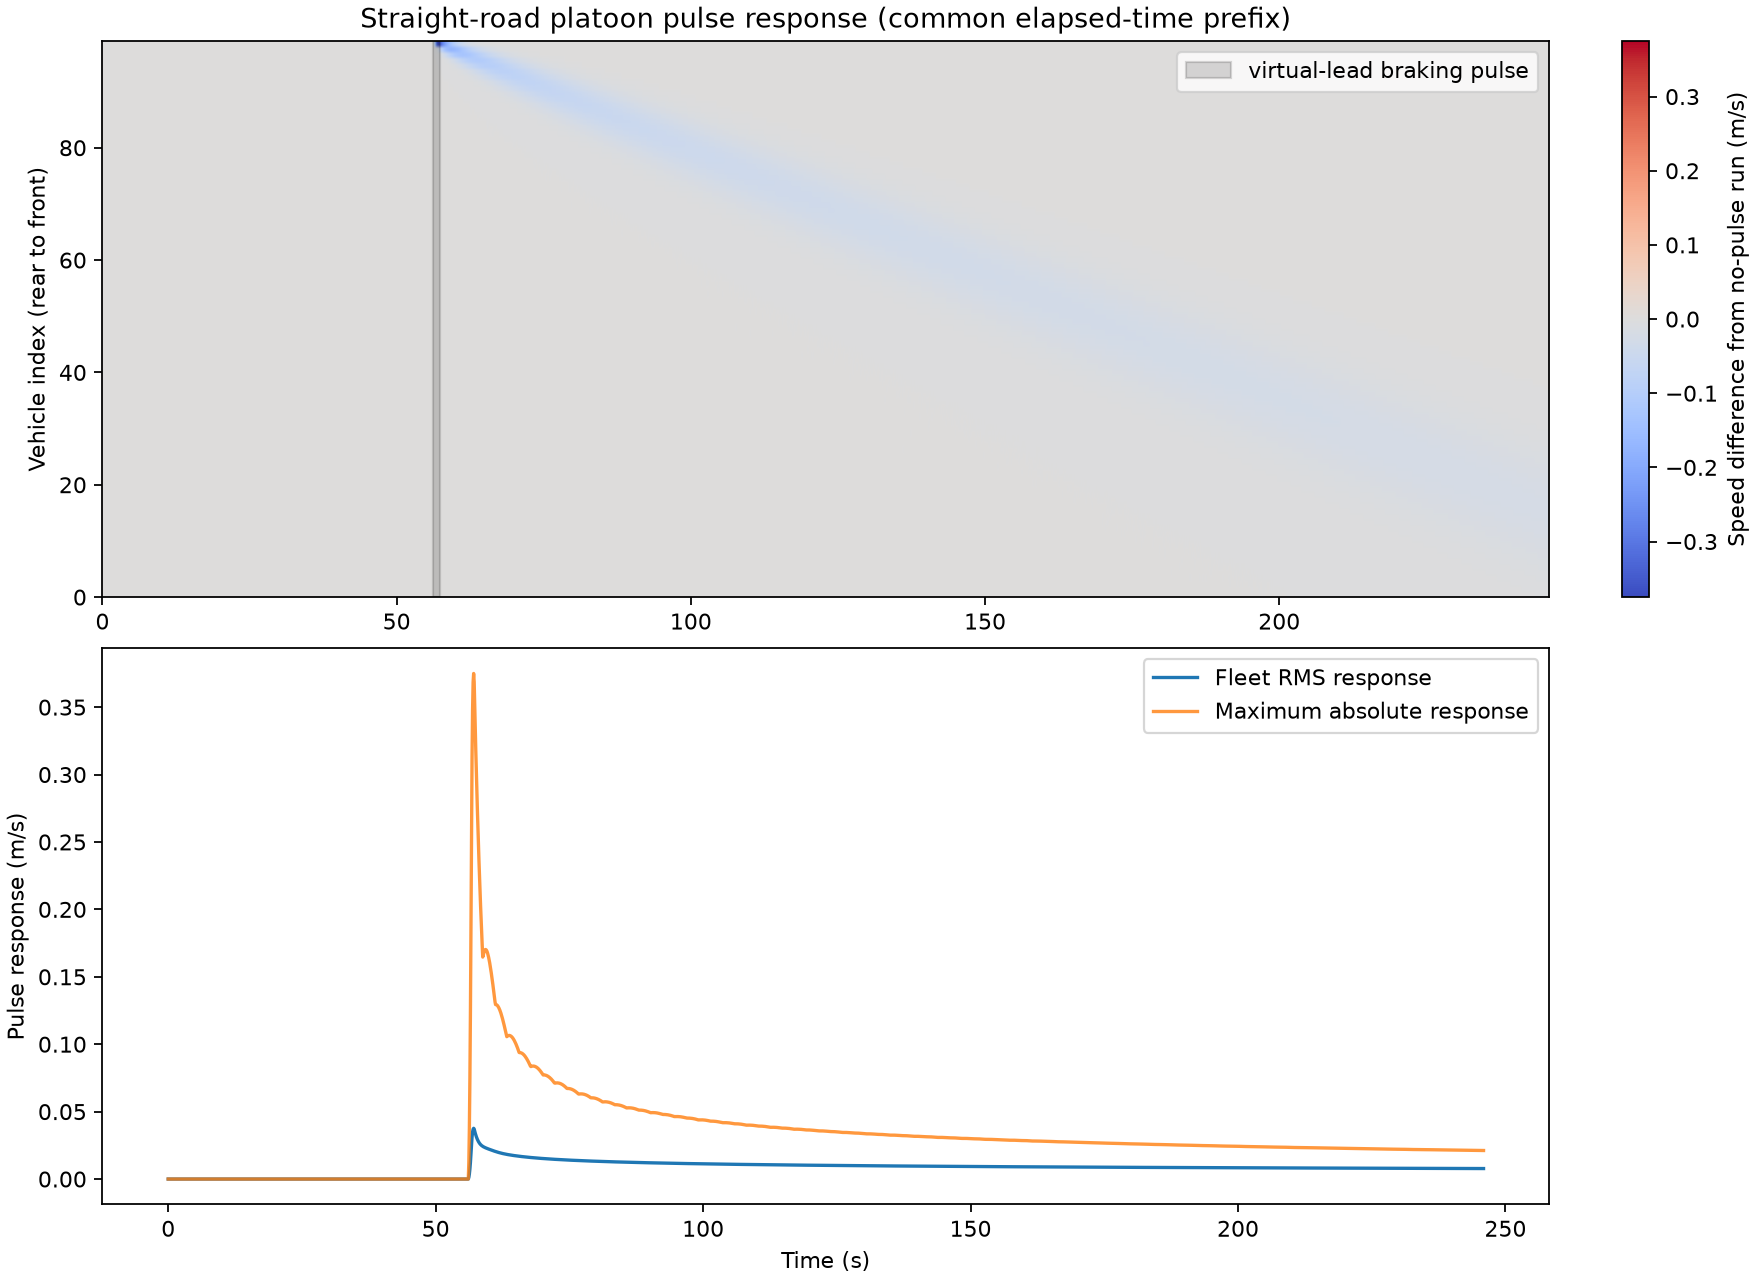 Straight-road platoon pulse response (common elapsed-time prefix)
virtual-lead braking pulse
Vehicle index (rear to front)
80
60
40
20
0
0 50 100 150 200
0.3
0.2
0.1
0.0
−0.1
−0.2
−0.3
Speed difference from no-pulse run (m/s)
Fleet RMS response
Maximum absolute response
Pulse response (m/s)
0.35
0.30
0.25
0.20
0.15
0.10
0.05
0.00
0 50 100 150 200 250
Time (s)